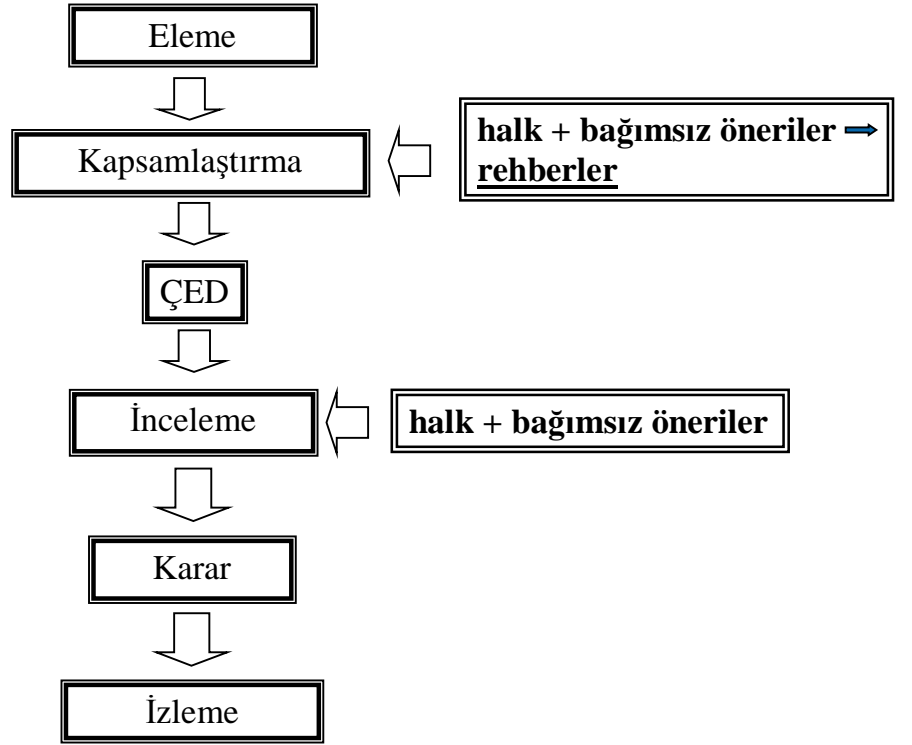 Eleme
Kapsamlaştırma
halk + bağımsız öneriler
rehberler
ÇED
İnceleme
halk + bağımsız öneriler
Karar
İzleme